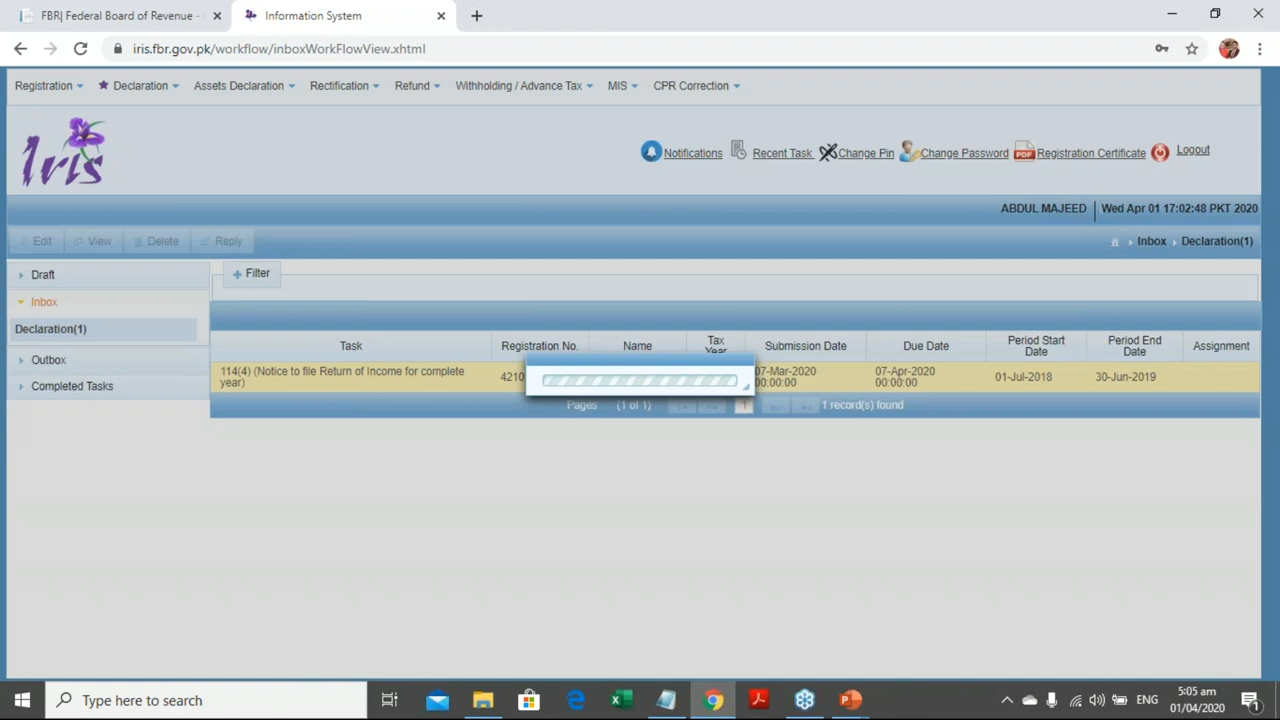 FBR| Federal Board of Revenue -
Information System
iris.fbr.gov.pk/workflow/inboxWorkFlowView.xhtml
Registration Declaration Assets Declaration Rectification Refund Withholding / Advance Tax MIS CPR Correction
Iris
Notifications Recent Task Change Pin Change Password PDF Registration Certificate Logout
ABDUL MAJEED Wed Apr 01 17:02:48 PKT 2020
Edit View Delete Reply Inbox Declaration(1)
Draft
Filter
Inbox
Declaration(1)
Outbox
Completed Tasks
Task Registration No. Name Tax Year Submission Date Due Date Period Start Date Period End Date Assignment
114(4) (Notice to file Return of Income for complete year) 4210 07-Mar-2020 00:00:00 07-Apr-2020 00:00:00 01-Jul-2018 30-Jun-2019
Pages (1 of 1) 1 1 record(s) found
Type here to search
ENG
5:05 am
01/04/2020
1